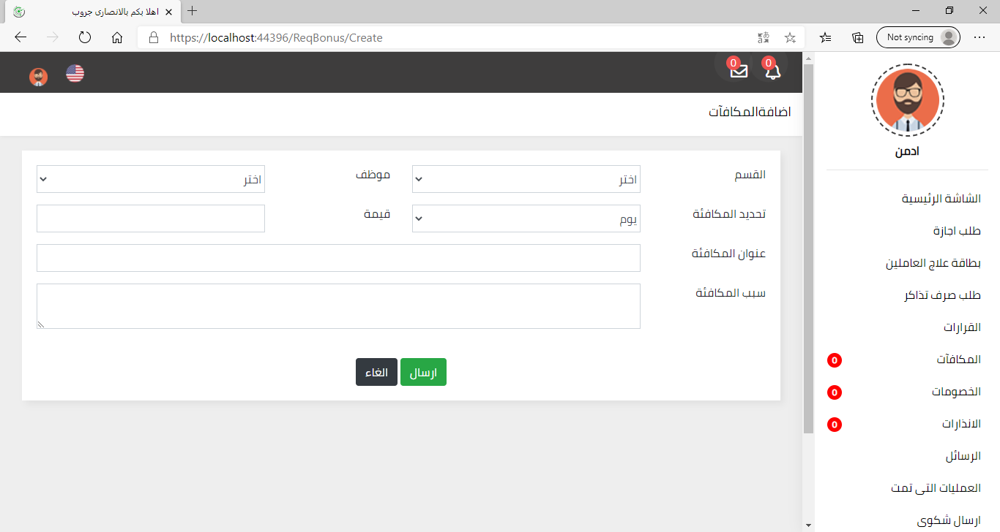 اهلا بكم بالانصارى جروب
https://localhost:44396/ReqBonus/Create
Not syncing
0
0
اضافةالمكافآت
ادمن
الشاشة الرئيسية
طلب اجازة
بطاقة علاج العاملين
طلب صرف تذاكر
القرارات
المكافآت 0
الخصومات 0
الانذارات 0
الرسائل
العمليات التى تمت
ارسال شكوى
القسم اختر موظف اختر
تحديد المكافئة يوم قيمة
عنوان المكافئة
سبب المكافئة
ارسال الغاء